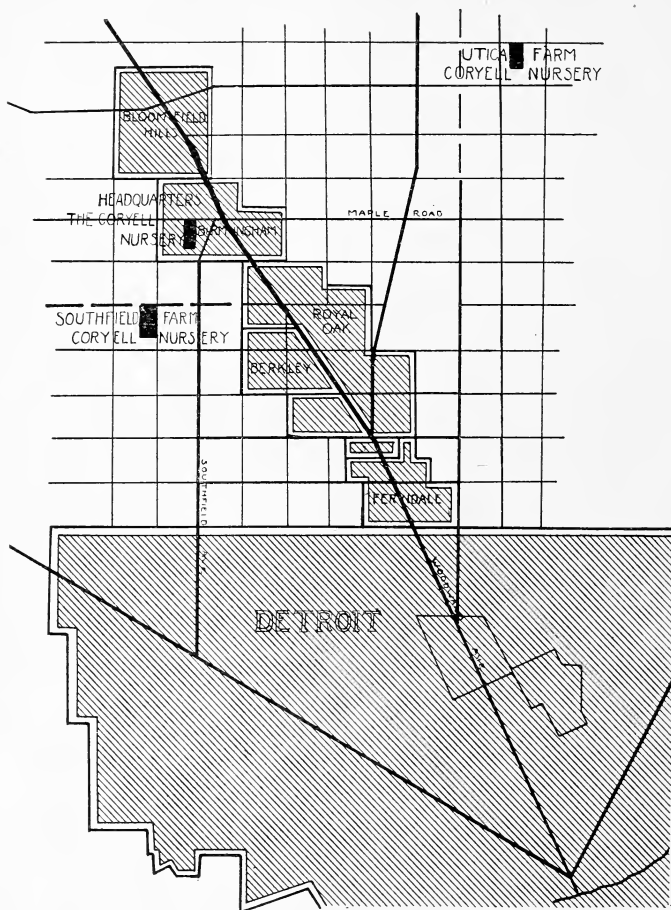 UTICA FARM
CORYELL NURSERY
BLOOMFIELD
HILLS
HEADQUARTERS
THE CORYELL
NURSERY
BIRMINGHAM
MAPLE ROAD
SOUTHFIELD FARM
CORYELL NURSERY
ROYAL
OAK
BERKLEY
SOUTHFIELD
FERNDALE
WOODWARD
DETROIT